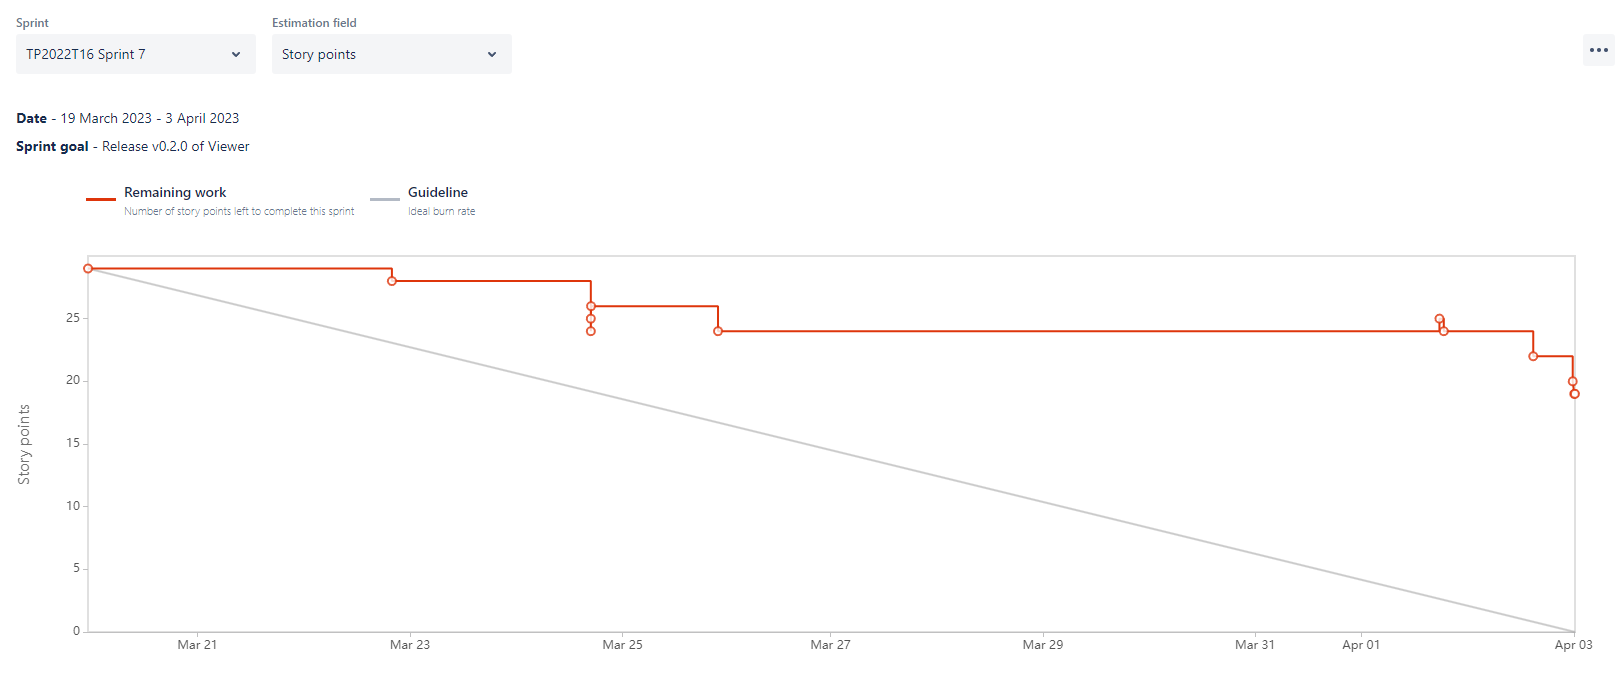 Sprint
Estimation field
TP2022T16 Sprint 7
Story points
Date - 19 March 2023 - 3 April 2023
Sprint goal - Release v0.2.0 of Viewer
Remaining work
Number of story points left to complete this sprint
Guideline
Ideal burn rate
Story points
25
20
15
10
5
0
Mar 21
Mar 23
Mar 25
Mar 27
Mar 29
Mar 31
Apr 01
Apr 03